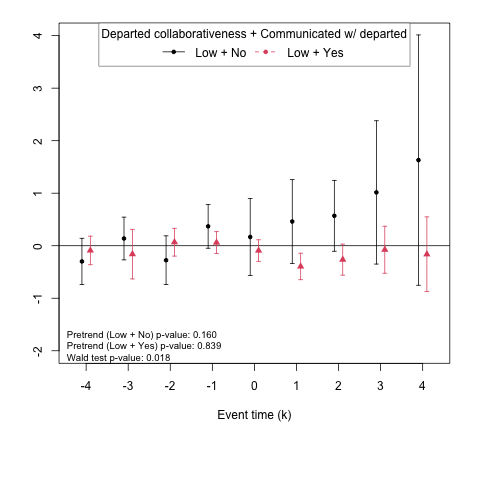 Departed collaborativeness + Communicated w/ departed
Low + No Low + Yes
4
3
2
1
0
-1
-2
Pretrend (Low + No) p-value: 0.160
Pretrend (Low + Yes) p-value: 0.839
Wald test p-value: 0.018
-4 -3 -2 -1 0 1 2 3 4
Event time (k)